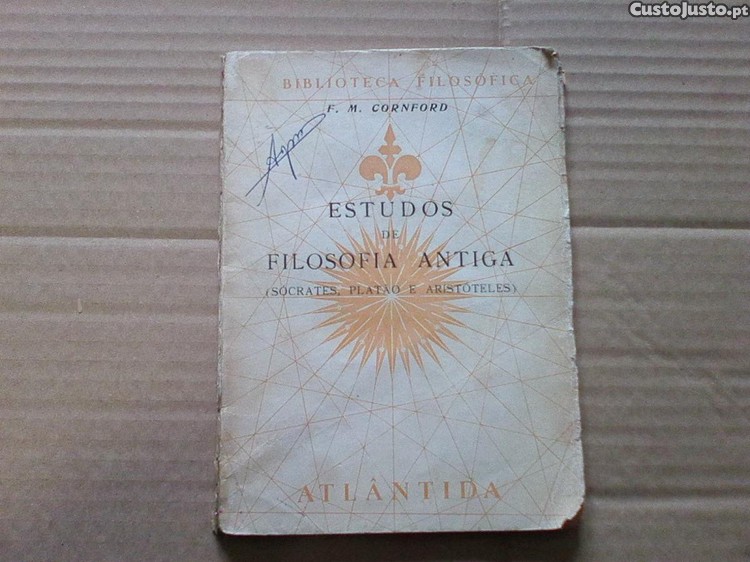 CustoJusto.pt
BIBLIOTECA FILOSÓFICA
F. M. CORNFORD
ESTUDOS
DE
FILOSOFIA ANTIGA
(SÓCRATES, PLATÃO E ARISTÓTELES)
ATLÂNTIDA